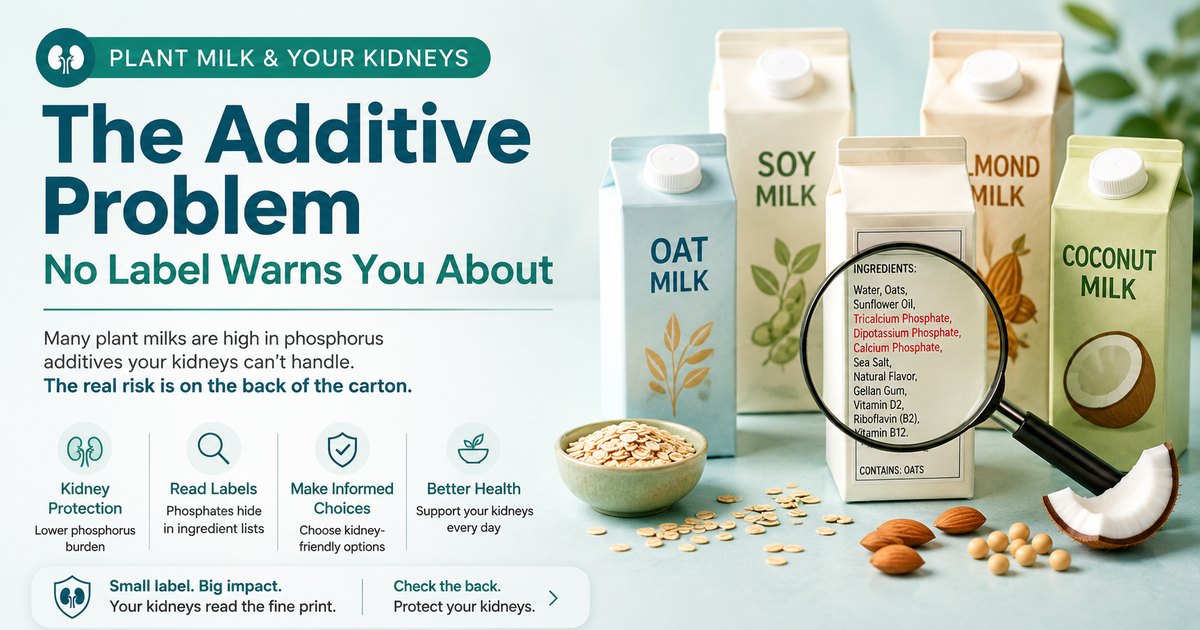 PLANT MILK & YOUR KIDNEYS
The Additive
Problem
No Label Warns You About
Many plant milks are high in phosphorus
additives your kidneys can’t handle.
The real risk is on the back of the carton.
Kidney
Protection
Lower phosphorus
burden
Read Labels
Phosphates hide
in ingredient lists
Make Informed
Choices
Choose kidney-
friendly options
Better Health
Support your kidneys
every day
Small label. Big impact.
Your kidneys read the fine print.
Check the back.
Protect your kidneys.
OAT
MILK
SOY
MILK
LMOND
MILK
COCONUT
MILK
INGREDIENTS:
Water, Oats,
Sunflower Oil,
Tricalcium Phosphate,
Dipotassium Phosphate,
Calcium Phosphate,
Sea Salt,
Natural Flavor,
Gellan Gum,
Vitamin D2,
Riboflavin (B2),
Vitamin B12.
CONTAINS: OATS